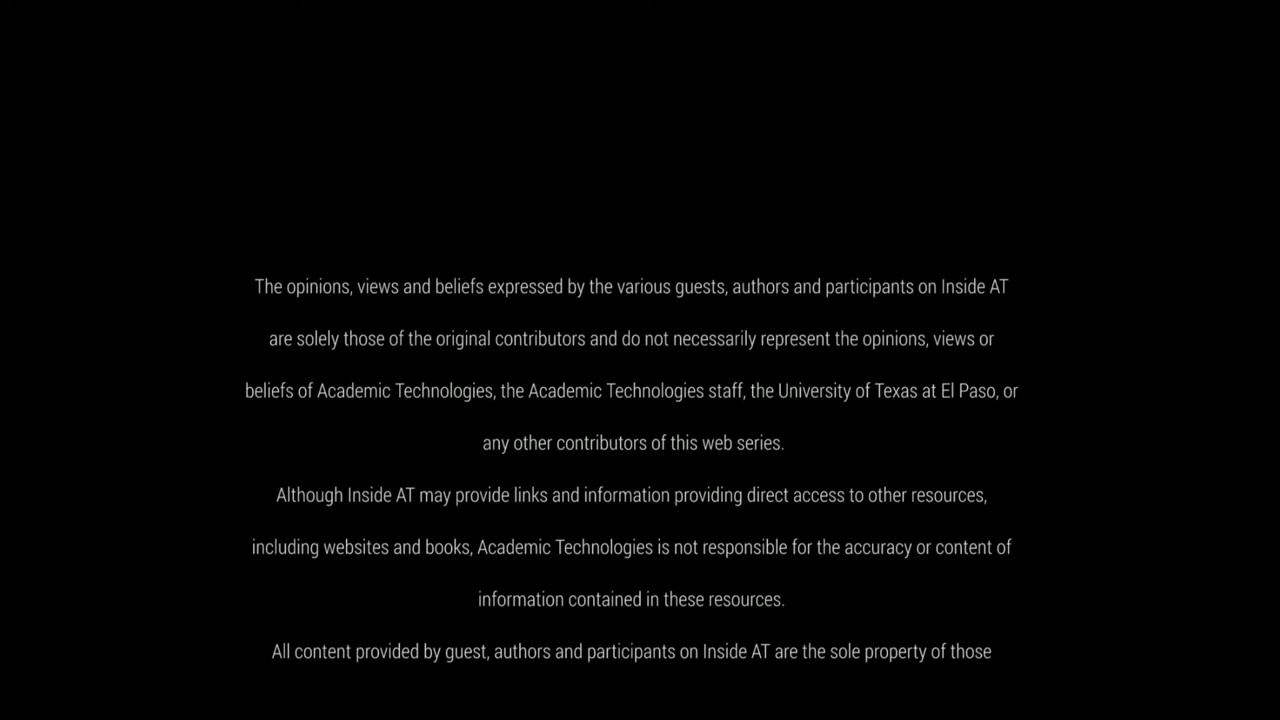 The opinions, views and beliefs expressed by the various guests, authors and participants on Inside AT
are solely those of the original contributors and do not necessarily represent the opinions, views or
beliefs of Academic Technologies, the Academic Technologies staff, the University of Texas at El Paso, or
any other contributors of this web series.
Although Inside AT may provide links and information providing direct access to other resources,
including websites and books, Academic Technologies is not responsible for the accuracy or content of
information contained in these resources.
All content provided by guest, authors and participants on Inside AT are the sole property of those